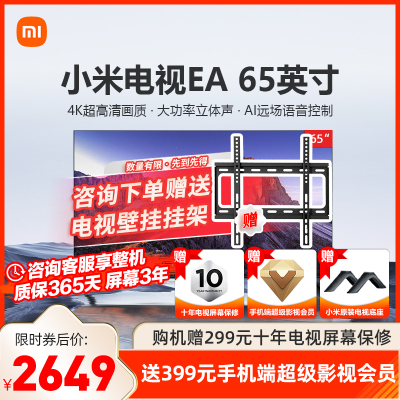 小米电视EA 65英寸
4K超高清画质 · 大功率立体声 · AI远场语音控制
65"
数量有限 · 先到先得
咨询下单赠送
电视壁挂挂架
赠
咨询客服享整机
质保365天 屏幕3年
赠 赠 赠
10
十年电视屏幕保修 手机端超级影视会员 小米原装电视底座
限时券后价:
¥2649
购机赠299元十年电视屏幕保修
送399元手机端超级影视会员